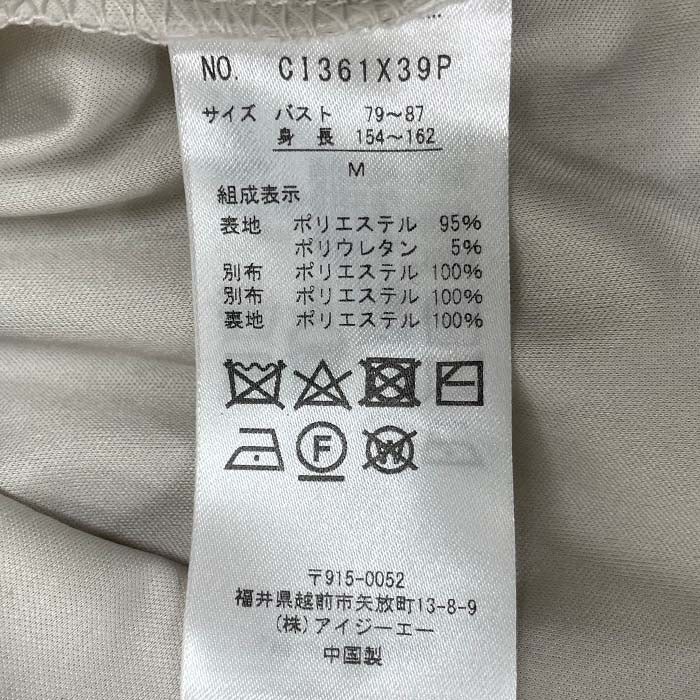 NO. CI361X39P
サイズ バスト 79～87
身長 154～162
M
組成表示
表地 ポリエステル 95%
ポリウレタン 5%
別布 ポリエステル 100%
別布 ポリエステル 100%
裏地 ポリエステル 100%
F
W
〒915-0052
福井県越前市矢放町13-8-9
(株)アイジーエー
中国製